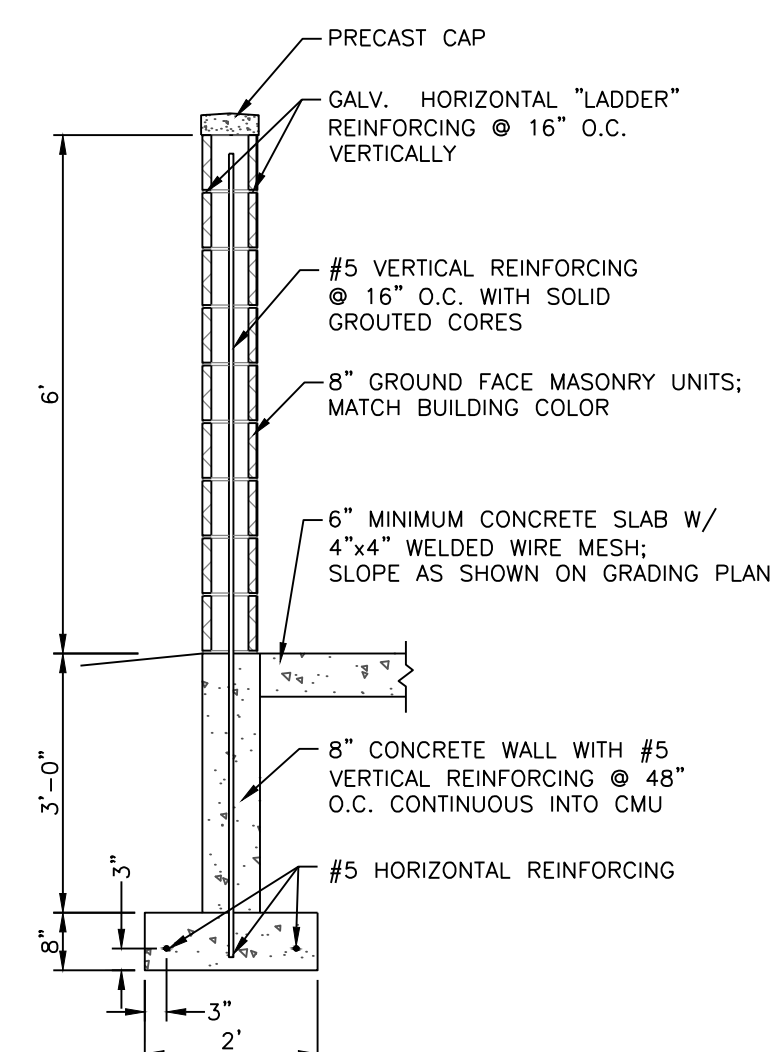 PRECAST CAP
GALV. HORIZONTAL "LADDER"
REINFORCING @ 16" O.C.
VERTICALLY
#5 VERTICAL REINFORCING
@ 16" O.C. WITH SOLID
GROUTED CORES
6'
8" GROUND FACE MASONRY UNITS;
MATCH BUILDING COLOR
6" MINIMUM CONCRETE SLAB W/
4"x4" WELDED WIRE MESH;
SLOPE AS SHOWN ON GRADING PLAN
3'-0"
8" CONCRETE WALL WITH #5
VERTICAL REINFORCING @ 48"
O.C. CONTINUOUS INTO CMU
3"
#5 HORIZONTAL REINFORCING
8"
3"
2'